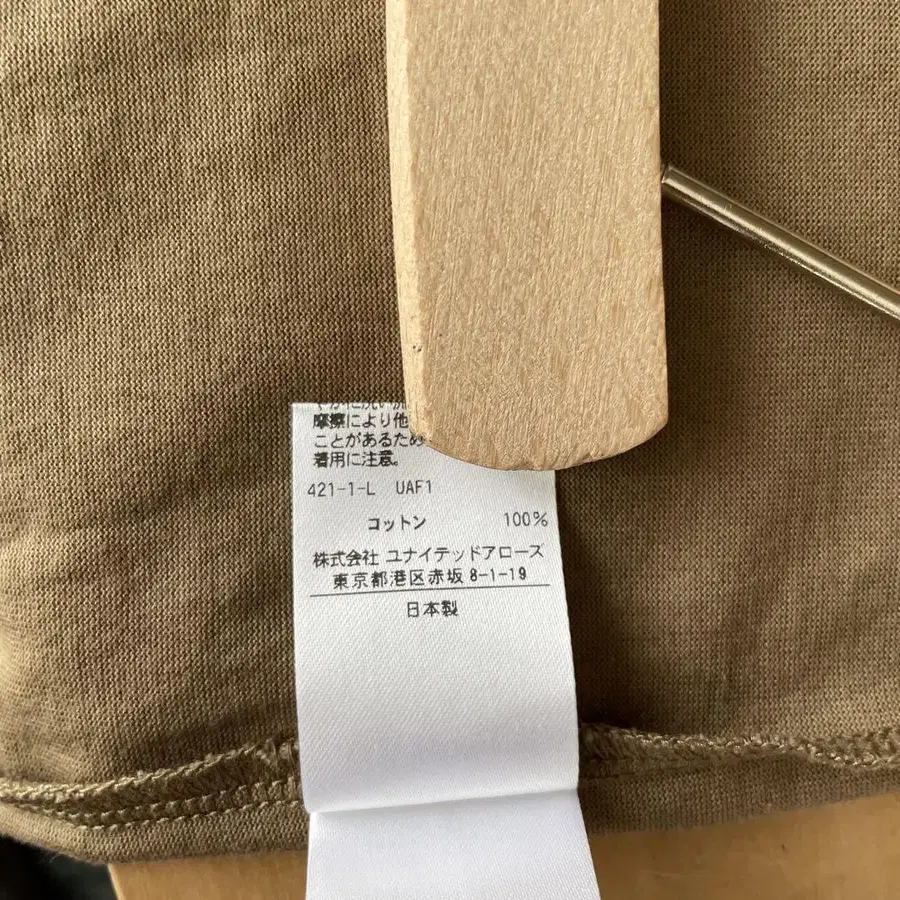 摩擦により他
ことがあるため
着用に注意。
421-1-L UAF1
コットン 100%
株式会社 ユナイテッドアローズ
東京都港区赤坂 8-1-19
日本製